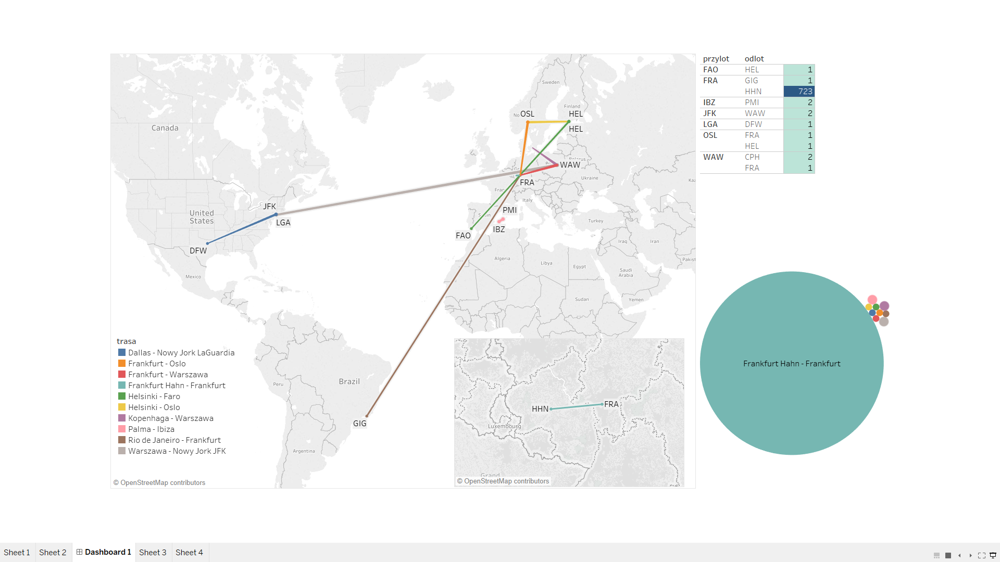 Canada
United
States
Mexico
Peru
Brazil
Argentina
Sweden
Finland
No
Belarus
Ukraine
Fran
Italy
Turkey
Iraq
Iran
Algeria
Libya
Egypt
Saudi
Arabia
Sudan
Yemen
Pakist
OSL
HEL
HEL
WAW
FRA
JFK
LGA
DFW
PMI
IBZ
FAO
GIG
trasa
Dallas - Nowy Jork LaGuardia
Frankfurt - Oslo
Frankfurt - Warszawa
Frankfurt Hahn - Frankfurt
Helsinki - Faro
Helsinki - Oslo
Kopenhaga - Warszawa
Palma - Ibiza
Rio de Janeiro - Frankfurt
Warszawa - Nowy Jork JFK
© OpenStreetMap contributors
HHN
FRA
Luxembourg
Grand
© OpenStreetMap contributors
przylot odlot
FAO HEL 1
FRA GIG 1
HHN 723
IBZ PMI 2
JFK WAW 2
LGA DFW 1
OSL FRA 1
HEL 1
WAW CPH 2
FRA 1
Frankfurt Hahn - Frankfurt
Sheet 1 Sheet 2 Dashboard 1 Sheet 3 Sheet 4